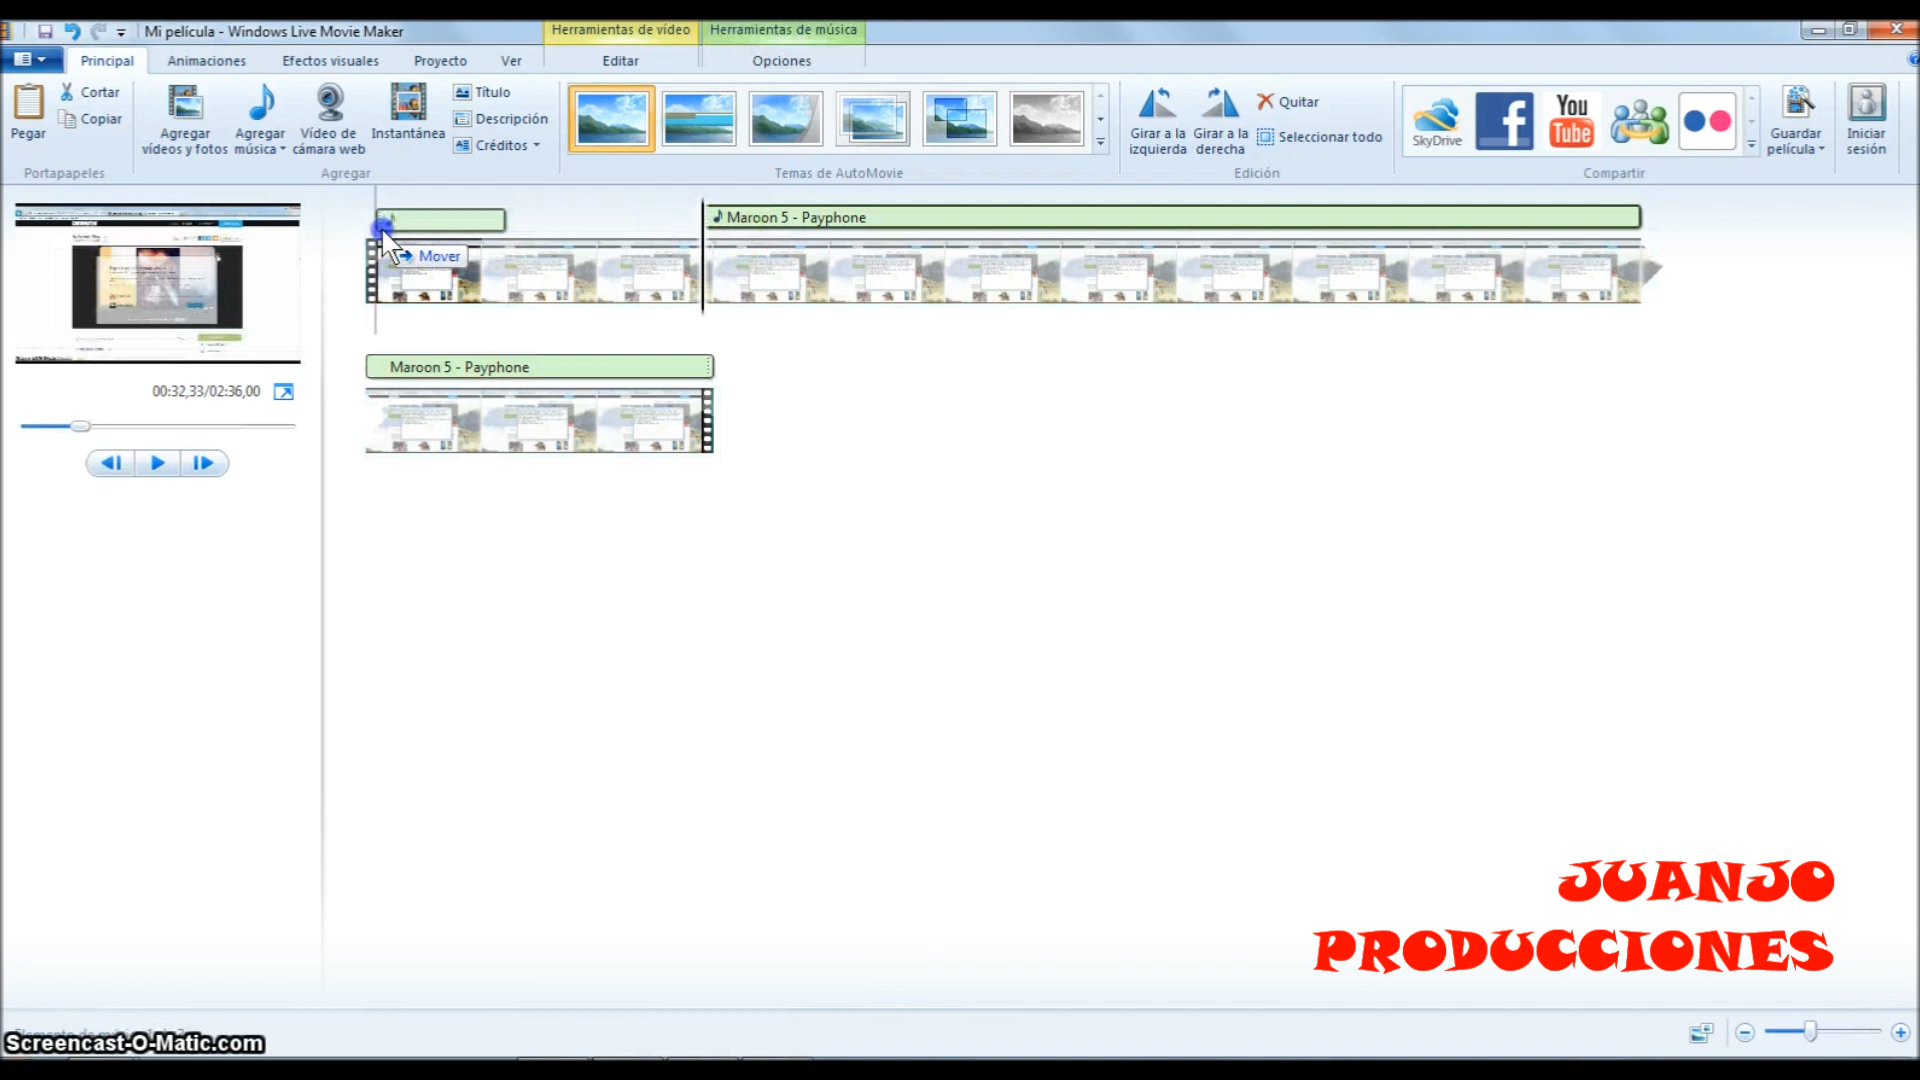 Mi película - Windows Live Movie Maker
Herramientas de vídeo
Herramientas de música
Principal
Animaciones
Efectos visuales
Proyecto
Ver
Editar
Opciones
Pegar
Cortar
Copiar
Portapapeles
Agregar
vídeos y fotos
Agregar
música
Vídeo de
cámara web
Instantánea
Título
Descripción
Créditos
Agregar
Temas de AutoMovie
Girar a la
izquierda
Girar a la
derecha
Quitar
Seleccionar todo
Edición
SkyDrive
f
You
Tube
Compartir
Guardar
película
Iniciar
sesión
Maroon 5 - Payphone
Mover
Maroon 5 - Payphone
00:32,33/02:36,00
JUANJO
PRODUCCIONES
Screencast-O-Matic.com